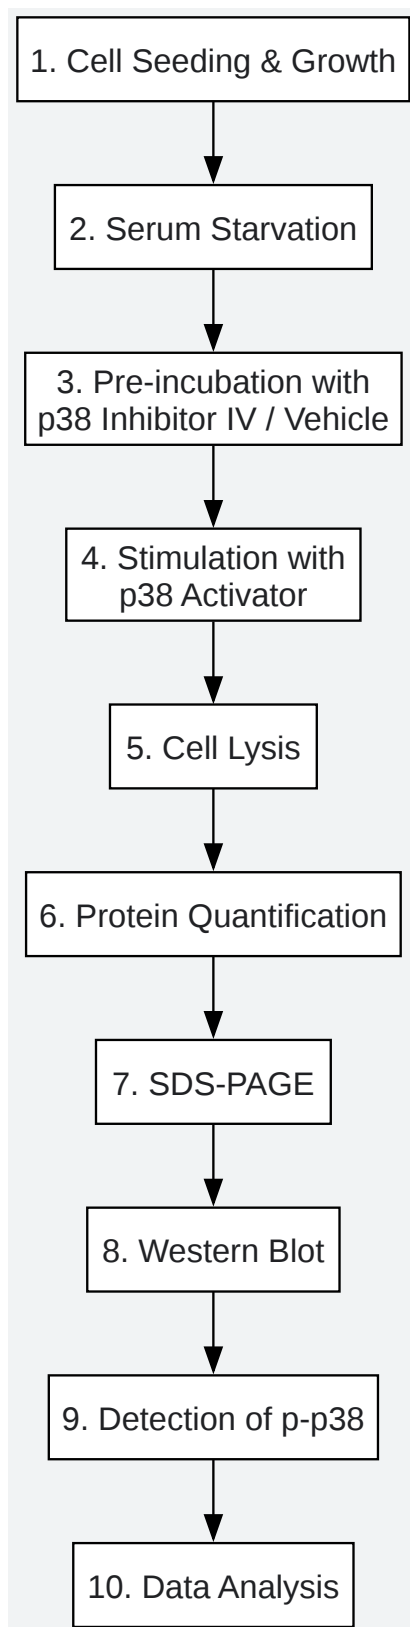 1. Cell Seeding & Growth
2. Serum Starvation
3. Pre-incubation with
p38 Inhibitor IV / Vehicle
4. Stimulation with
p38 Activator
5. Cell Lysis
6. Protein Quantification
7. SDS-PAGE
8. Western Blot
9. Detection of p-p38
10. Data Analysis